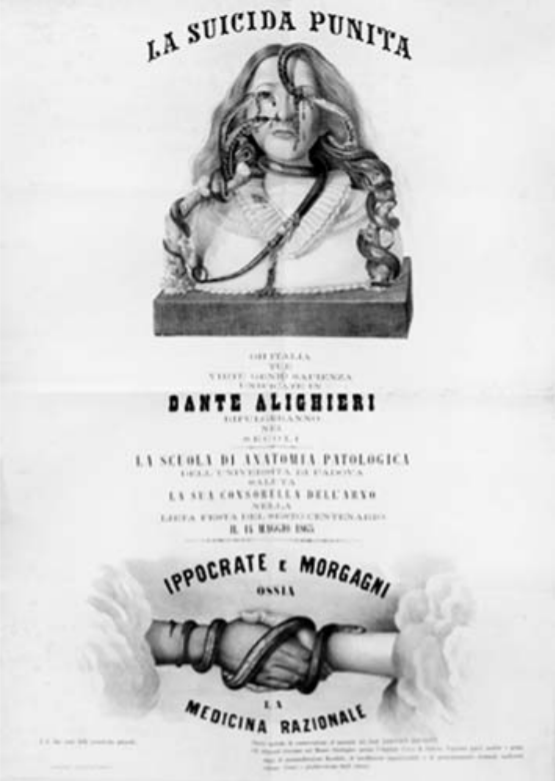 LA SUICIDA PUNITA
OH ITALIA
TUE
VIRTÙ GENIO SAPIENZA
UNIFICATE IN
DANTE ALIGHIERI
DIVULGERANNO
NEI
SECOLI
LA SCUOLA DI ANATOMIA PATOLOGICA
DELL'UNIVERSITÀ DI PADOVA
SALUTA
LA SUA CONSORELLA DELL'ARNO
NELLA
LIETA FESTA DEL SESTO CENTENARIO
IL 14 MAGGIO 1865
IPPOCRATE E MORGAGNI
OSSIA
LA
MEDICINA RAZIONALE